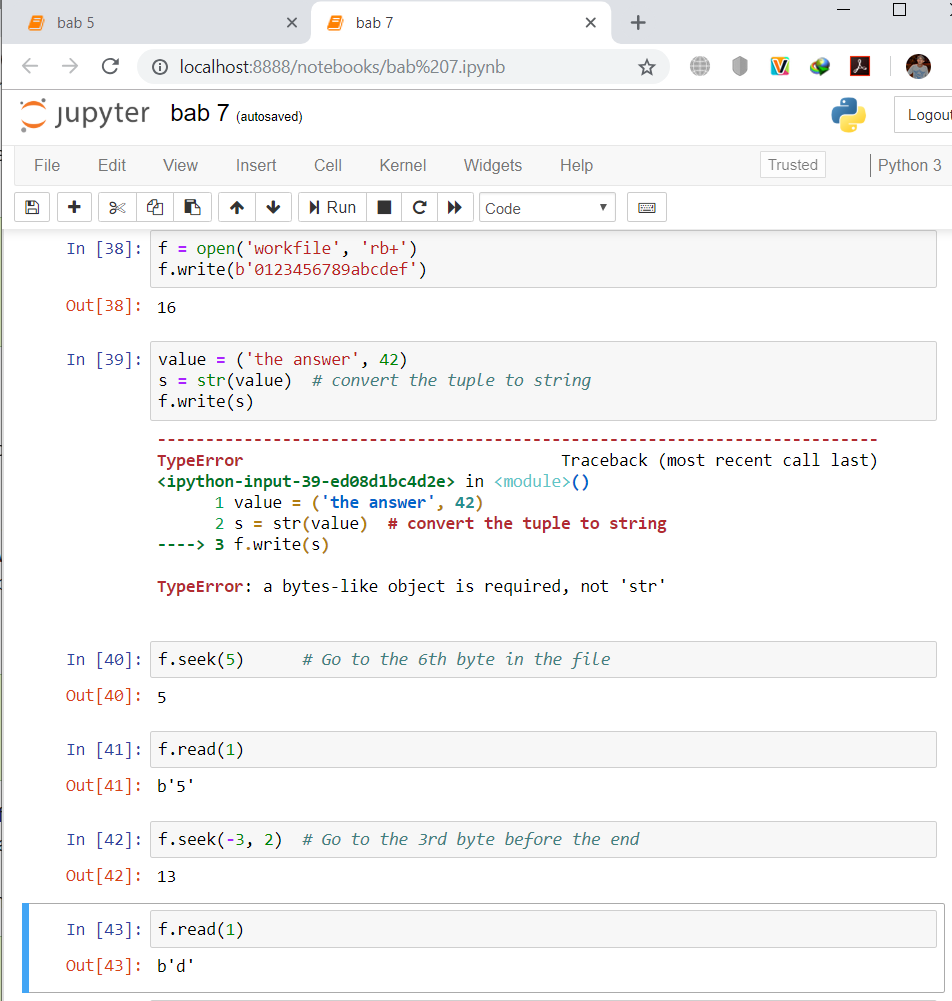 bab 5
bab 7
localhost:8888/notebooks/bab%207.ipynb
jupyter bab 7 (autosaved)
Logout
File Edit View Insert Cell Kernel Widgets Help Trusted Python 3
Run Code
In [38]: f = open('workfile', 'rb+')
f.write(b'0123456789abcdef')
Out[38]: 16
In [39]: value = ('the answer', 42)
s = str(value)  # convert the tuple to string
f.write(s)
---------------------------------------------------------------------------
TypeError                                 Traceback (most recent call last)
<ipython-input-39-ed08d1bc4d2e> in <module>()
      1 value = ('the answer', 42)
      2 s = str(value)  # convert the tuple to string
----> 3 f.write(s)
TypeError: a bytes-like object is required, not 'str'
In [40]: f.seek(5)      # Go to the 6th byte in the file
Out[40]: 5
In [41]: f.read(1)
Out[41]: b'5'
In [42]: f.seek(-3, 2)  # Go to the 3rd byte before the end
Out[42]: 13
In [43]: f.read(1)
Out[43]: b'd'